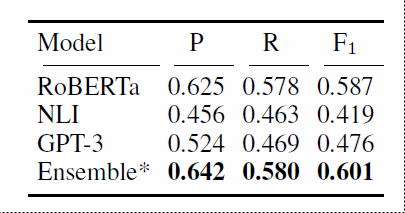 Model P R F1
RoBERTa 0.625 0.578 0.587
NLI 0.456 0.463 0.419
GPT-3 0.524 0.469 0.476
Ensemble* 0.642 0.580 0.601